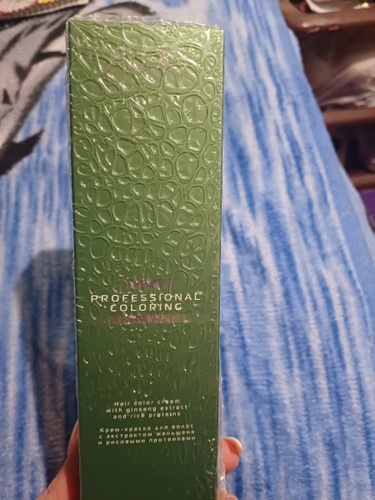 PROFESSIONAL
COLORING
Hair color cream
with ginseng extract
and rice proteins
Крем-краска для волос
с экстрактом женьшеня
и рисовыми протеинами